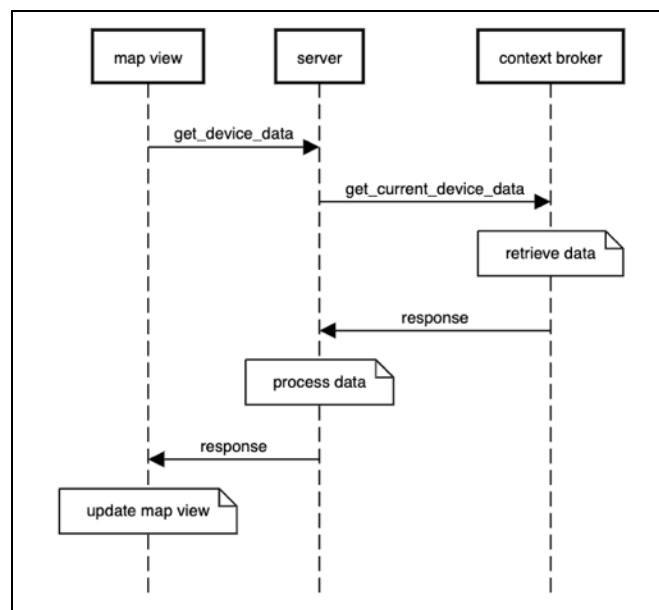 map view
server
context broker
get_device_data
get_current_device_data
retrieve data
response
process data
response
update map view